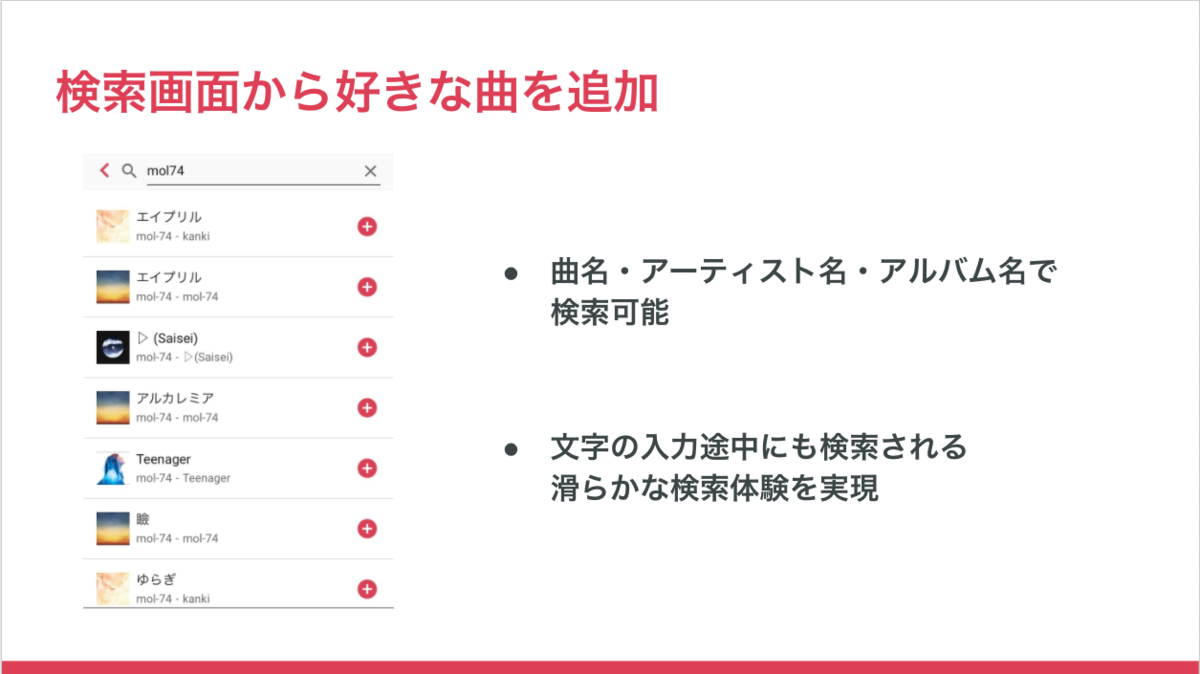 検索画面から好きな曲を追加
mol74
エイプリル
mol-74 - kanki
エイプリル
mol-74 - mol-74
▷ (Saisei)
mol-74 - ▷(Saisei)
アルカレミア
mol-74 - mol-74
Teenager
mol-74 - Teenager
瞼
mol-74 - mol-74
ゆらぎ
mol-74 - kanki
● 曲名・アーティスト名・アルバム名で
検索可能
● 文字の入力途中にも検索される
滑らかな検索体験を実現